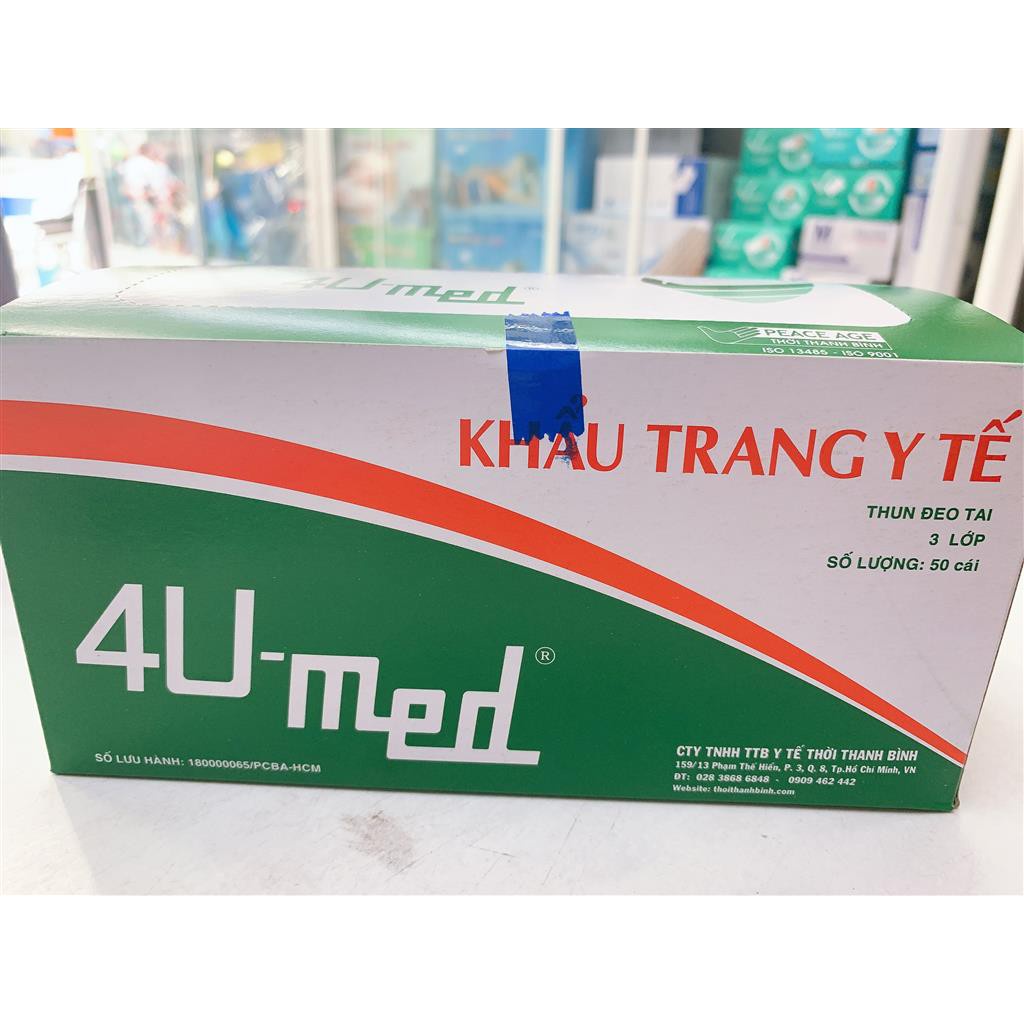 4U-med®
PEACE AGE
THỜI THANH BÌNH
ISO 13485 - ISO 9001
KHẨU TRANG Y TẾ
THUN ĐEO TAI
3 LỚP
SỐ LƯỢNG: 50 cái
4U-med®
SỐ LƯU HÀNH: 180000065/PCBA-HCM
CTY TNHH TTB Y TẾ THỜI THANH BÌNH
159/13 Phạm Thế Hiển, P. 3, Q. 8, Tp.Hồ Chí Minh, VN
ĐT: 028 3868 6848 - 0909 462 442
Website: thoithanhbinh.com